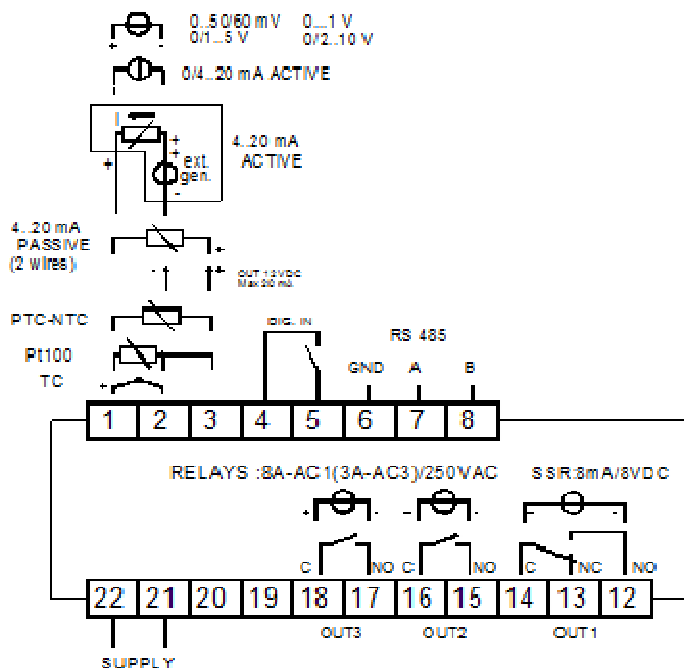 0..50/60 mV 0...1 V
0/1...5 V 0/2..10 V
+ -
0/4..20 mA ACTIVE
I
+
+
4..20 mA
ACTIVE
+
ext.
gen.
-
4..20 mA
PASSIVE
(2 wires)
+
- +
OUT 12VDC
Max 20 mA
PTC-NTC
DIG. IN
RS 485
Pt100
GND A B
TC
+ -
1 2 3 4 5 6 7 8
RELAYS :8A-AC1(3A-AC3)/250VAC SSR:8mA/8VDC
+ - - - - -
C NO C NO C NC NO
22 21 20 19 18 17 16 15 14 13 12
OUT3 OUT2 OUT1
SUPPLY